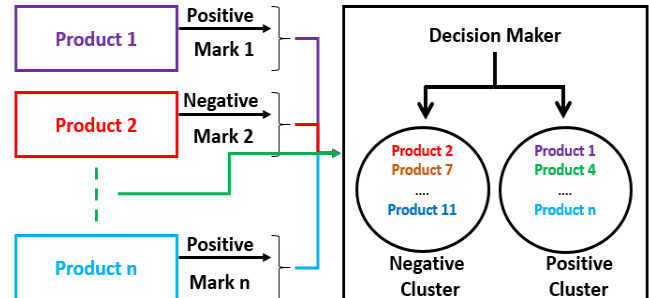 Product 1
Positive
Mark 1
Product 2
Negative
Mark 2
Product n
Positive
Mark n
Decision Maker
Product 2
Product 7
....
Product 11
Negative
Cluster
Product 1
Product 4
....
Product n
Positive
Cluster